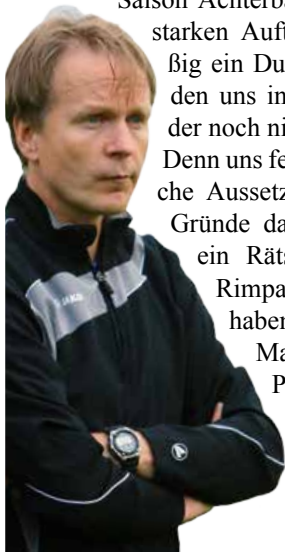 Saison Achterba
starken Auft
ßig ein Du
den uns in
der noch ni
Denn uns fe
che Aussetz
Gründe da
ein Räts
Rimpa
haben
Ma
P
JAKO